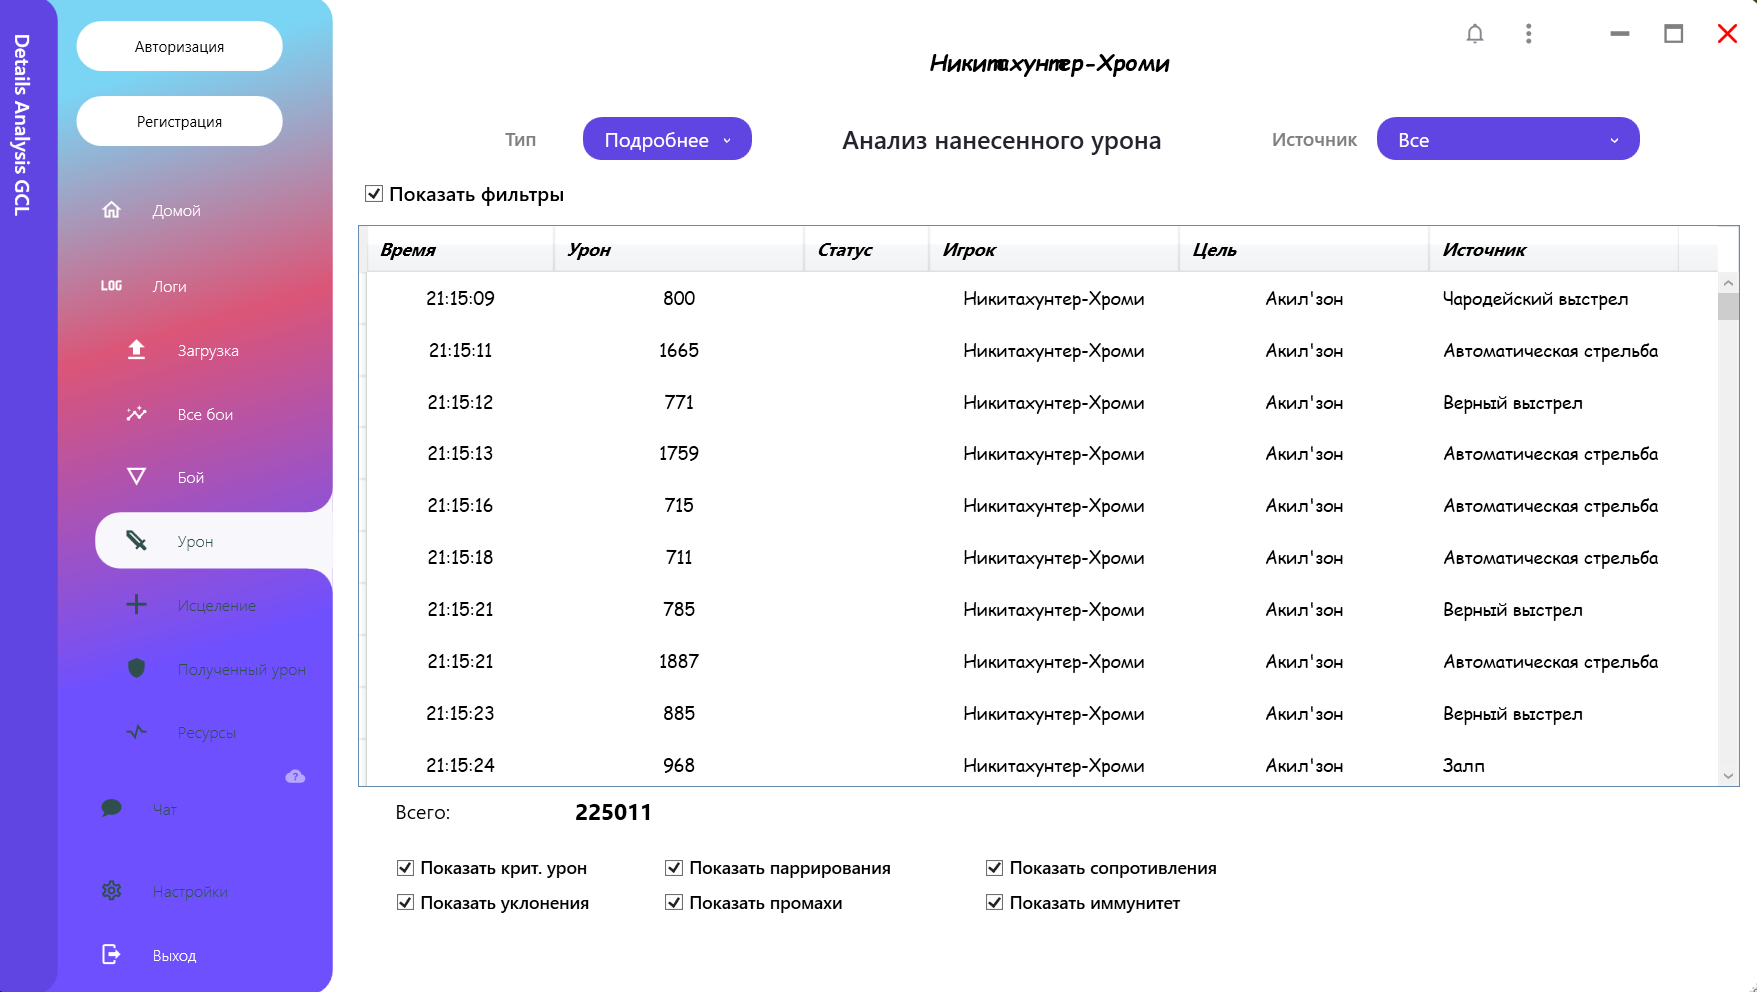 Details Analysis GCL
Авторизация
Регистрация
Домой
LOG Логи
Загрузка
Все бои
Бой
Урон
Исцеление
Полученный урон
Ресурсы
Чат
Настройки
Выход
Никитахунтер-Хроми
Тип Подробнее Анализ нанесенного урона Источник Все
Показать фильтры
Время Урон Статус Игрок Цель Источник
21:15:09 800 Никитахунтер-Хроми Акил'зон Чародейский выстрел
21:15:11 1665 Никитахунтер-Хроми Акил'зон Автоматическая стрельба
21:15:12 771 Никитахунтер-Хроми Акил'зон Верный выстрел
21:15:13 1759 Никитахунтер-Хроми Акил'зон Автоматическая стрельба
21:15:16 715 Никитахунтер-Хроми Акил'зон Автоматическая стрельба
21:15:18 711 Никитахунтер-Хроми Акил'зон Автоматическая стрельба
21:15:21 785 Никитахунтер-Хроми Акил'зон Верный выстрел
21:15:21 1887 Никитахунтер-Хроми Акил'зон Автоматическая стрельба
21:15:23 885 Никитахунтер-Хроми Акил'зон Верный выстрел
21:15:24 968 Никитахунтер-Хроми Акил'зон Залп
Всего: 225011
Показать крит. урон Показать паррирования Показать сопротивления
Показать уклонения Показать промахи Показать иммунитет